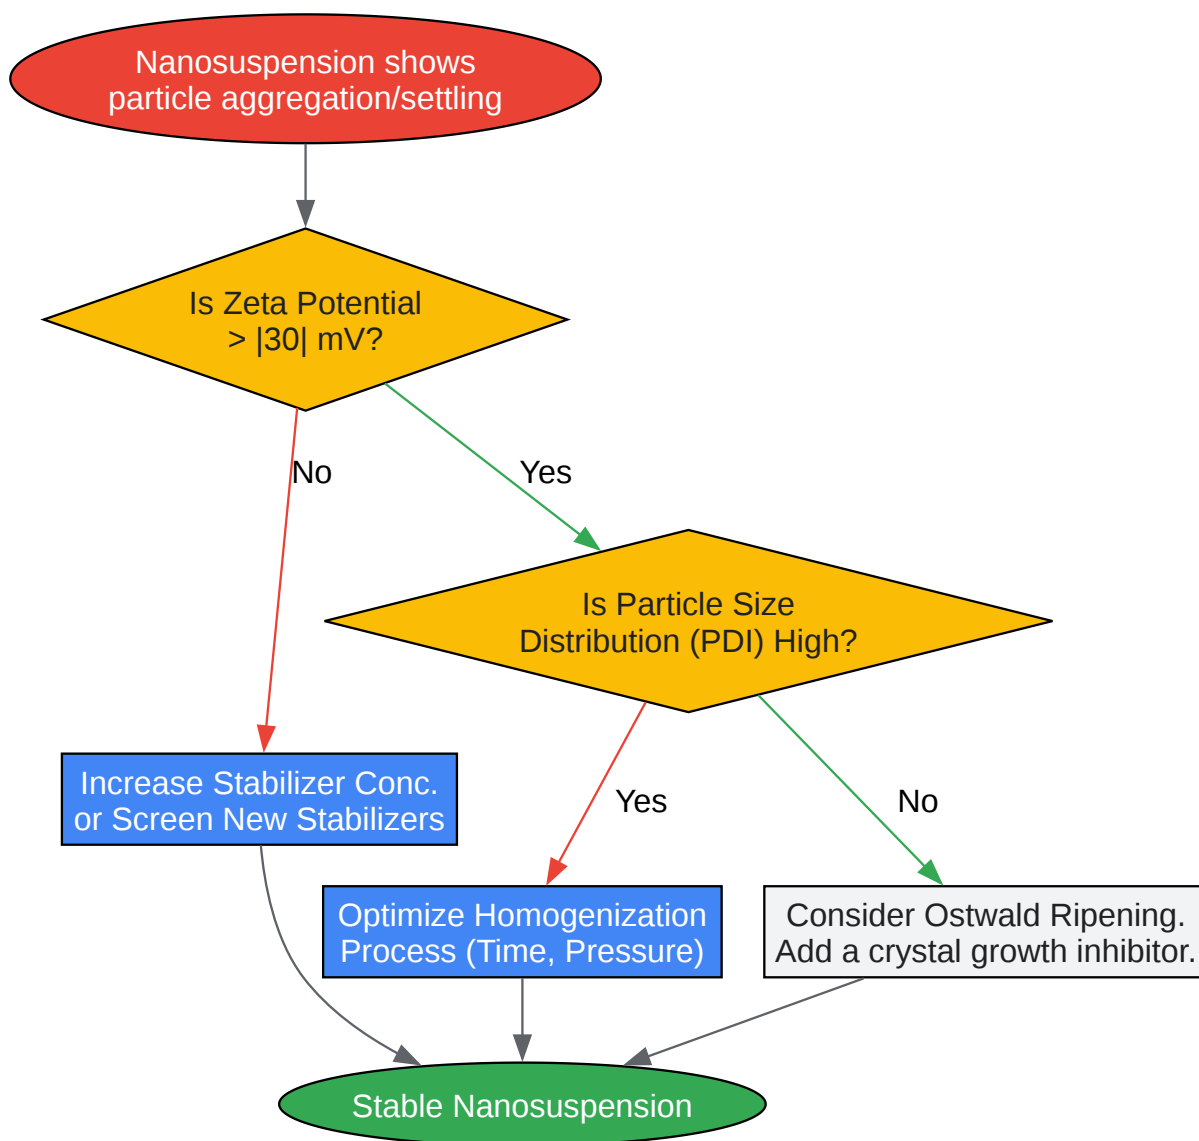 Nanosuspension shows
particle aggregation/settling
Is Zeta Potential
> |30| mV?
No
Yes
Is Particle Size
Distribution (PDI) High?
Increase Stabilizer Conc.
or Screen New Stabilizers
Yes
No
Optimize Homogenization
Process (Time, Pressure)
Consider Ostwald Ripening.
Add a crystal growth inhibitor.
Stable Nanosuspension